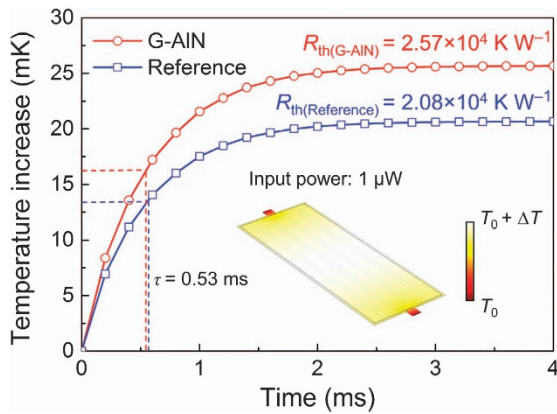 Temperature increase (mK)
30
25
20
15
10
5
0
G-AlN
Reference
R_th(G-AlN) = 2.57×10⁴ K W⁻¹
R_th(Reference) = 2.08×10⁴ K W⁻¹
Input power: 1 μW
T₀ + ΔT
T₀
τ = 0.53 ms
0 1 2 3 4
Time (ms)